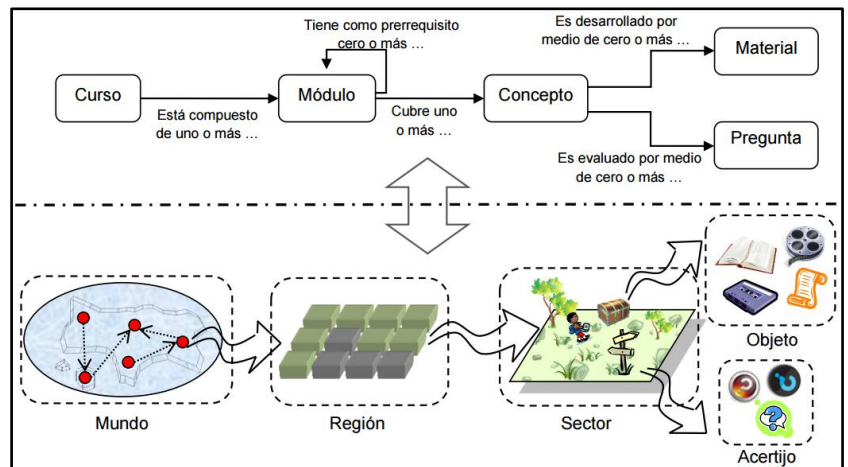 Tiene como prerrequisito
cero o más …
Es desarrollado por
medio de cero o más …
Material
Curso
Módulo
Concepto
Está compuesto
de uno o más …
Cubre uno
o más …
Pregunta
Es evaluado por medio
de cero o más …
Objeto
Mundo
Región
Sector
Acertijo